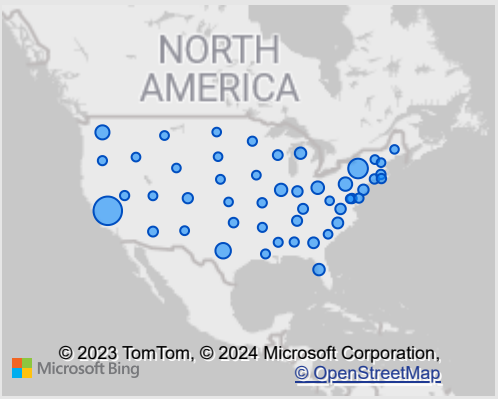 NORTH
AMERICA
© 2023 TomTom, © 2024 Microsoft Corporation,
Microsoft Bing
© OpenStreetMap